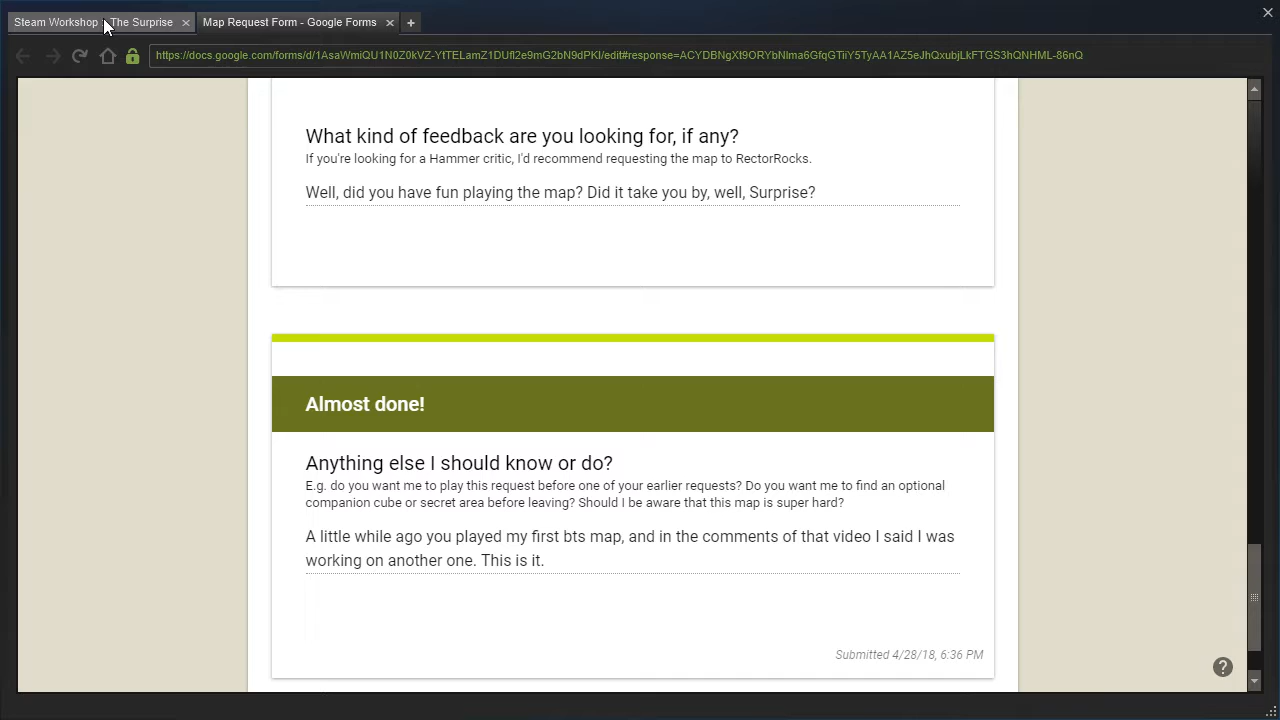 Steam Workshop :: The Surprise
Map Request Form - Google Forms
https://docs.google.com/forms/d/1AsaWmiQU1N0Z0kVZ-YtTELamZ1DUfl2e9mG2bN9dPKI/edit#response=ACYDBNgXt9ORYbNlma6GfqGTiiY5TyAA1AZ5eJhQxubjLkFTGS3hQNHML-86nQ
What kind of feedback are you looking for, if any?
If you're looking for a Hammer critic, I'd recommend requesting the map to RectorRocks.
Well, did you have fun playing the map? Did it take you by, well, Surprise?
Almost done!
Anything else I should know or do?
E.g. do you want me to play this request before one of your earlier requests? Do you want me to find an optional
companion cube or secret area before leaving? Should I be aware that this map is super hard?
A little while ago you played my first bts map, and in the comments of that video I said I was
working on another one. This is it.
Submitted 4/28/18, 6:36 PM